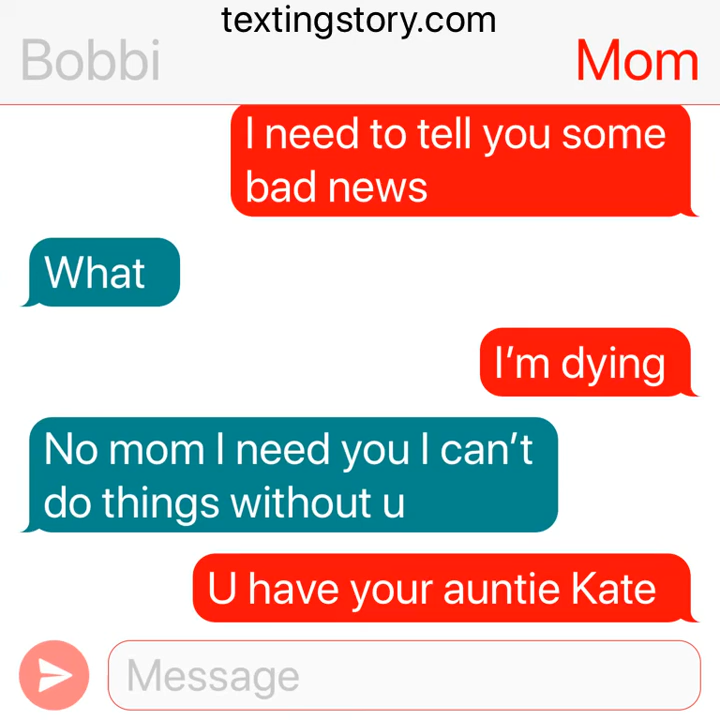 textingstory.com
Bobbi
Mom
I need to tell you some
bad news
What
I’m dying
No mom I need you I can’t
do things without u
U have your auntie Kate
Message